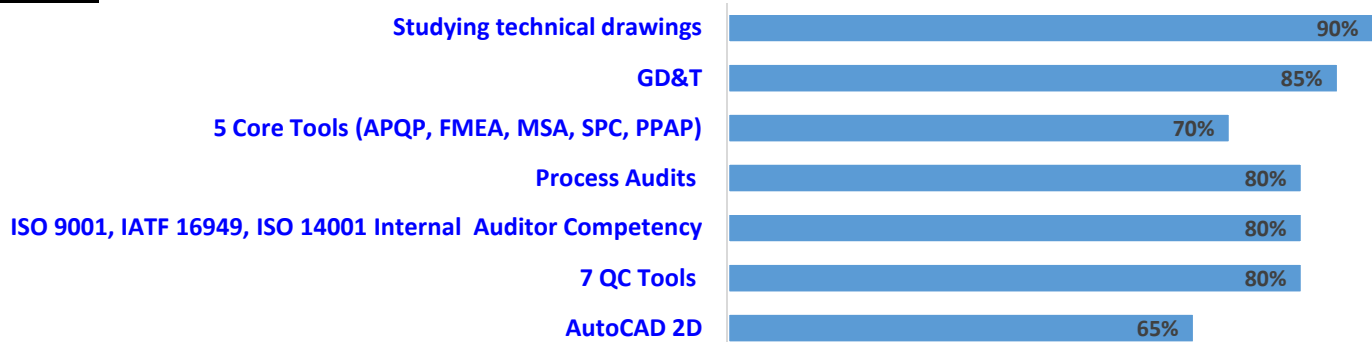 Studying technical drawings 90%
GD&T 85%
5 Core Tools (APQP, FMEA, MSA, SPC, PPAP) 70%
Process Audits 80%
ISO 9001, IATF 16949, ISO 14001 Internal Auditor Competency 80%
7 QC Tools 80%
AutoCAD 2D 65%